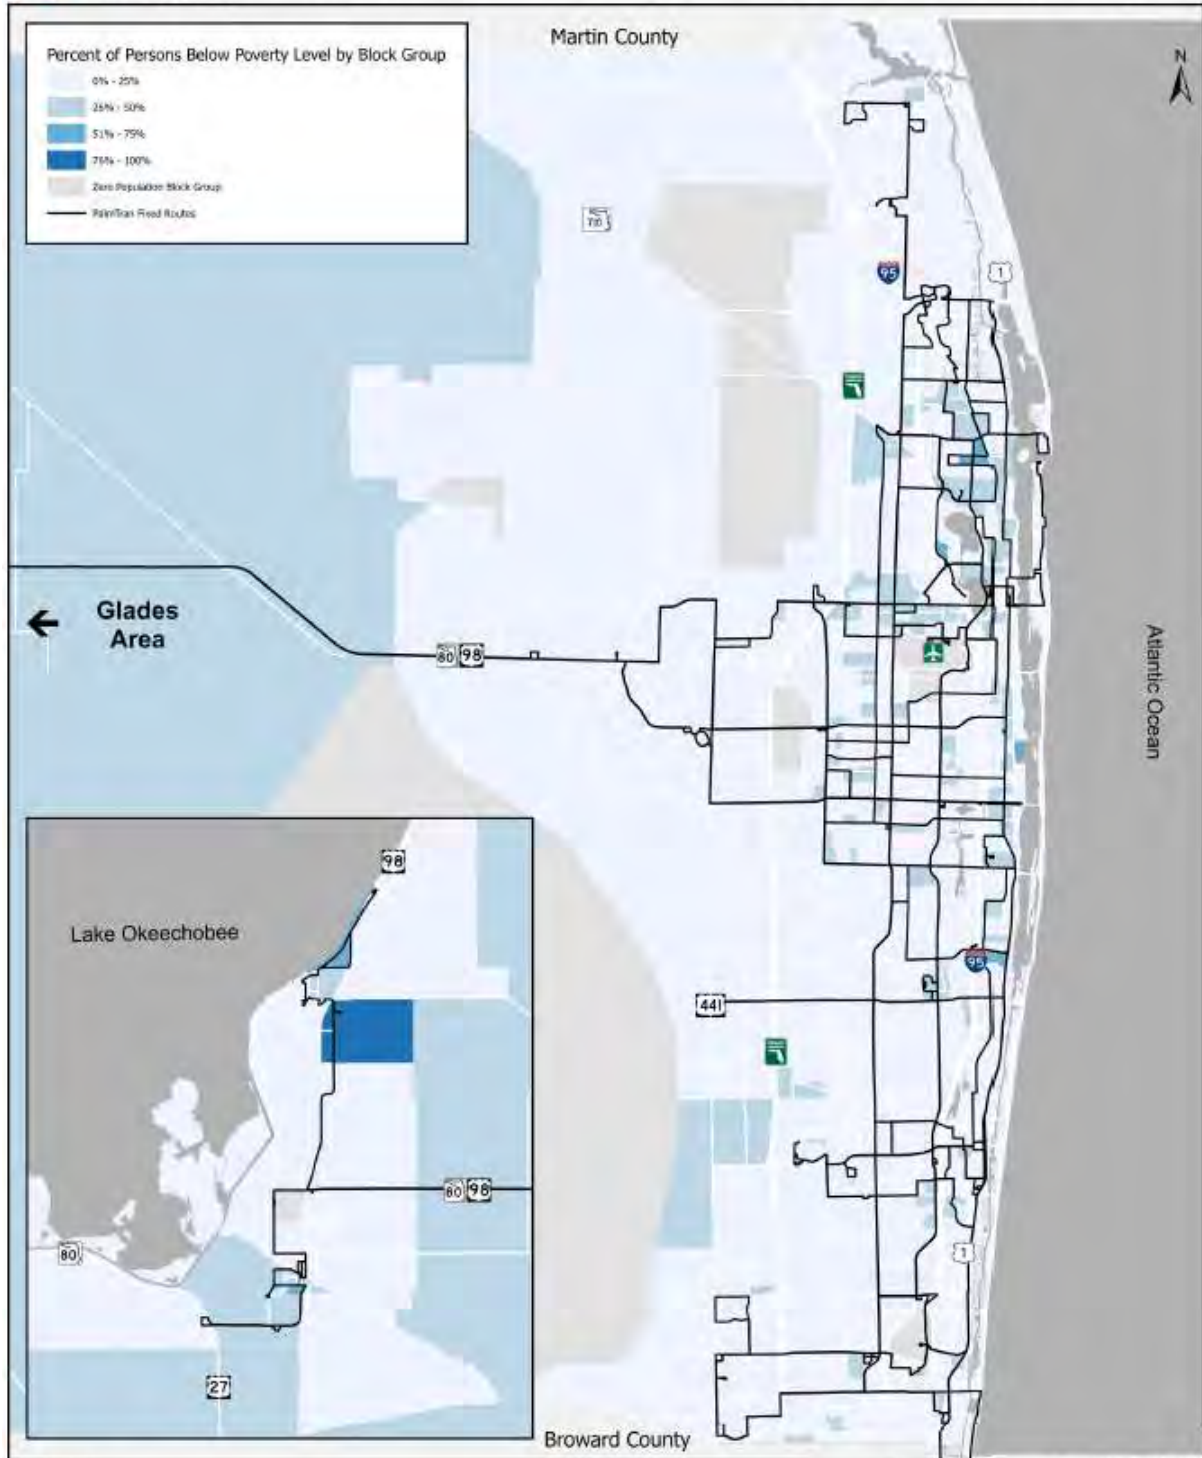 Martin County
Percent of Persons Below Poverty Level by Block Group
0% - 25%
26% - 50%
51% - 75%
76% - 100%
Zero Population Block Group
PalmTran Fixed Routes
N
710
95
1
Glades
Area
80 98
Atlantic Ocean
98
Lake Okeechobee
95
441
80 98
80
1
27
Broward County